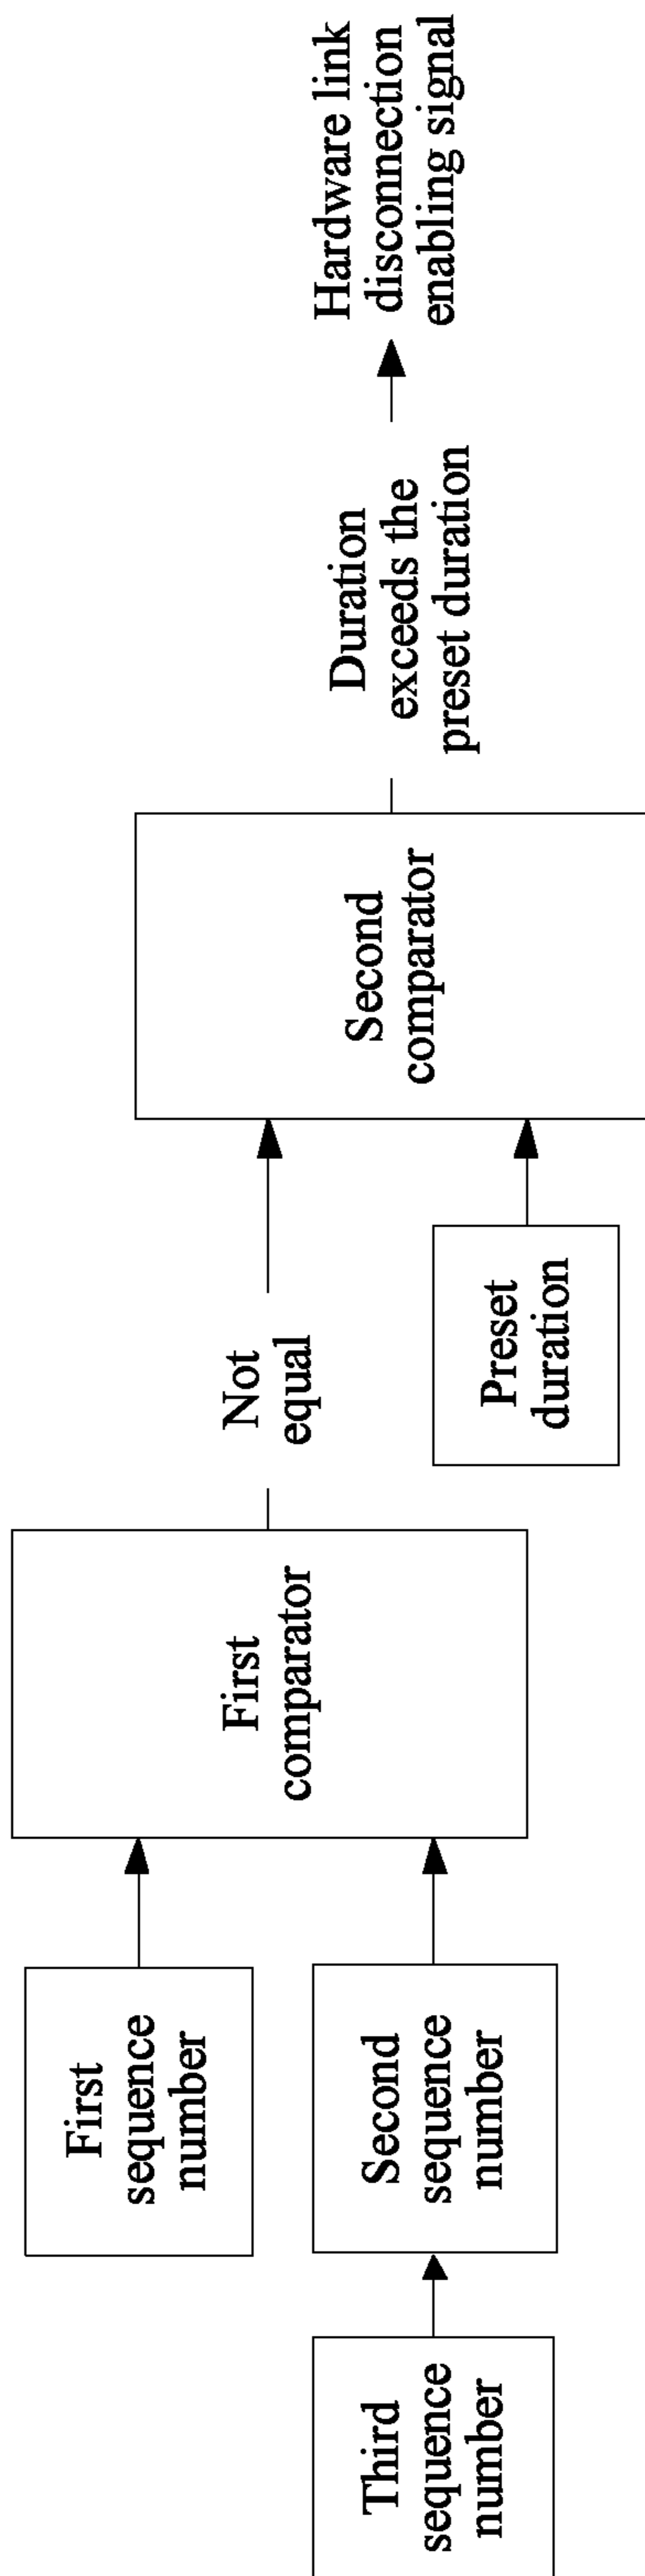 First
sequence
number
Third
sequence
number
Second
sequence
number
First
comparator
Not
equal
Preset
duration
Second
comparator
Duration
exceeds the
preset duration
Hardware link
disconnection
enabling signal